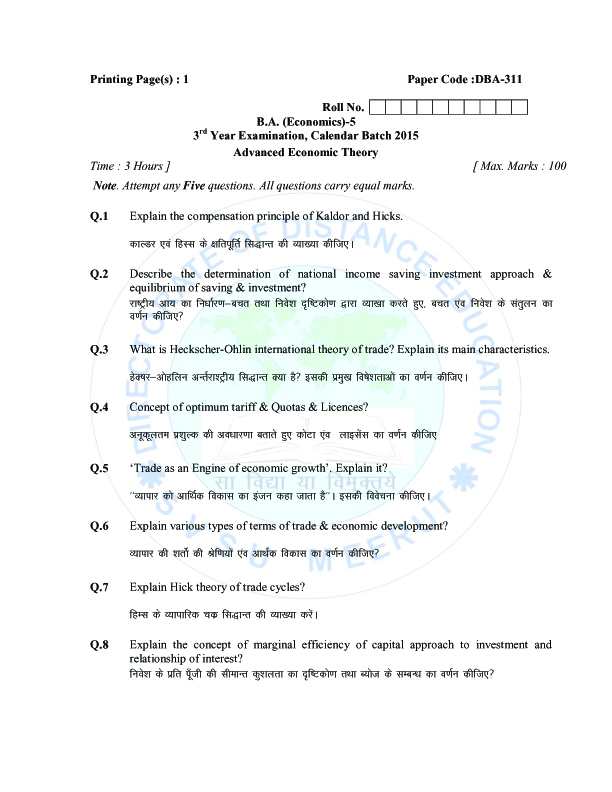 Printing Page(s) : 1 Paper Code :DBA-311
Roll No.
B.A. (Economics)-5
3rd Year Examination, Calendar Batch 2015
Advanced Economic Theory
Time : 3 Hours ] [ Max. Marks : 100
Note. Attempt any Five questions. All questions carry equal marks.
Q.1 Explain the compensation principle of Kaldor and Hicks.
काल्डर एवं हिस्स के क्षतिपूर्ति सिद्धान्त की व्याख्या कीजिए।
Q.2 Describe the determination of national income saving investment approach &
equilibrium of saving & investment?
राष्ट्रीय आय का निर्धारण–बचत तथा निवेश दृष्टिकोण द्वारा व्याखा करते हुए, बचत एंव निवेश के संतुलन का
वर्णन कीजिए?
Q.3 What is Heckscher-Ohlin international theory of trade? Explain its main characteristics.
हेक्षर–ओहलिन अर्न्तराश्ट्रीय सिद्धान्त क्या है? इसकी प्रमुख विषेशताओं का वर्णन कीजिए।
Q.4 Concept of optimum tariff & Quotas & Licences?
अनूकूलतम प्रशुल्क की अवधारणा बताते हुए कोटा एंव लाइसेंस का वर्णन कीजिए
Q.5 ‘Trade as an Engine of economic growth’. Explain it?
“व्यापार को आर्थिक विकास का इंजन कहा जाता है”। इसकी विवेचना कीजिए।
Q.6 Explain various types of terms of trade & economic development?
व्यापार की शर्तो की श्रेणियों एंव आर्थक विकास का वर्णन कीजिए?
Q.7 Explain Hick theory of trade cycles?
हिम्स के व्यापारिक चक्र सिद्धान्त की व्याख्या करें।
Q.8 Explain the concept of marginal efficiency of capital approach to investment and
relationship of interest?
निवेश के प्रति पूँजी की सीमान्त कुशलता का दृष्टिकोण तथा ब्योज के सम्बन्ध का वर्णन कीजिए?
DIRECTORATE OF DISTANCE EDUCATION
सा विद्या या विमुक्तये
S V S U MEERUT